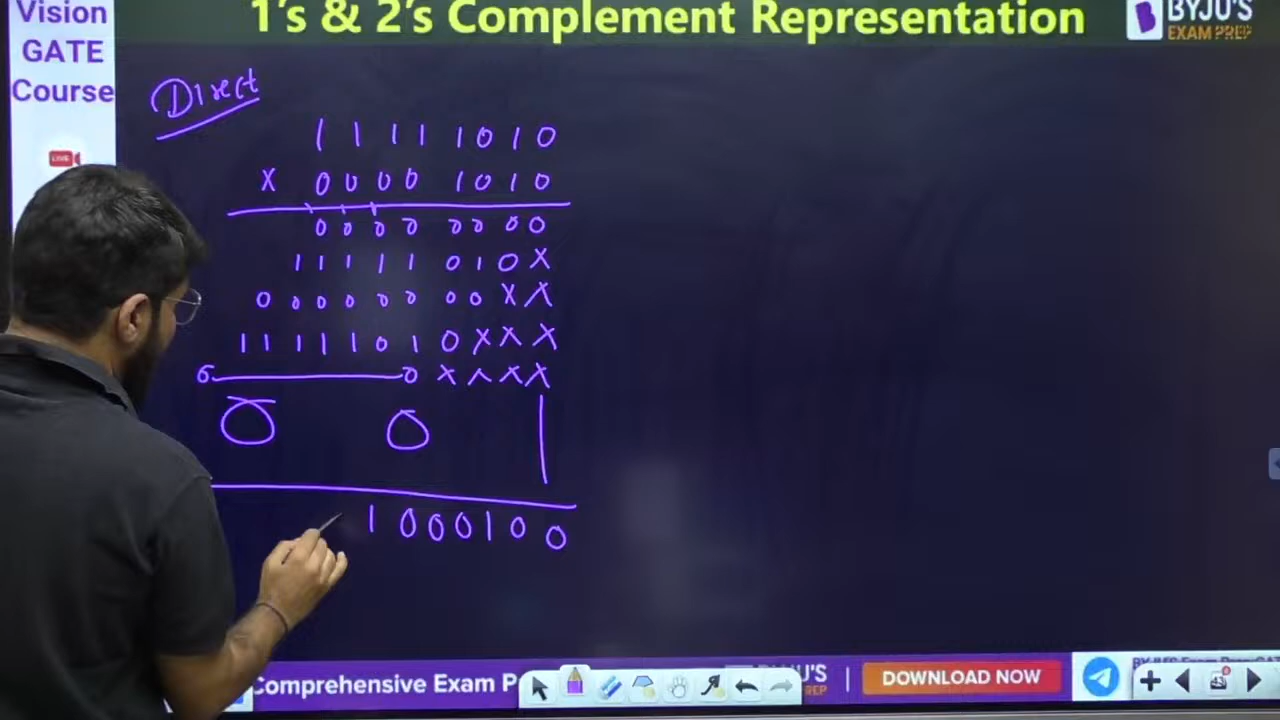 Vision
GATE
Course
LIVE
1's & 2's Complement Representation
BYJU'S
EXAM PREP
Direct
1 1 1 1 1 0 1 0
X 0 0 0 0 1 0 1 0
0 0 0 0 0 0 0 0
1 1 1 1 1 0 1 0 X
0 0 0 0 0 0 0 0 X X
1 1 1 1 1 0 1 0 X X X
0 0 X X X X
0 0
1 0 0 0 1 0 0
Comprehensive Exam P
DOWNLOAD NOW